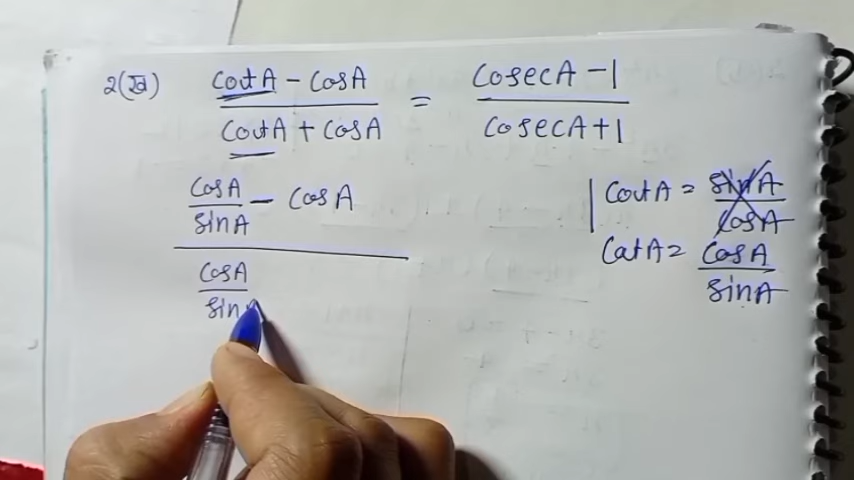 2(ख) CotA - CosA / CotA + CosA = CosecA - 1 / CosecA + 1
CosA / SinA - CosA
CosA / Sin
CotA = SinA / CosA
CotA = CosA / SinA